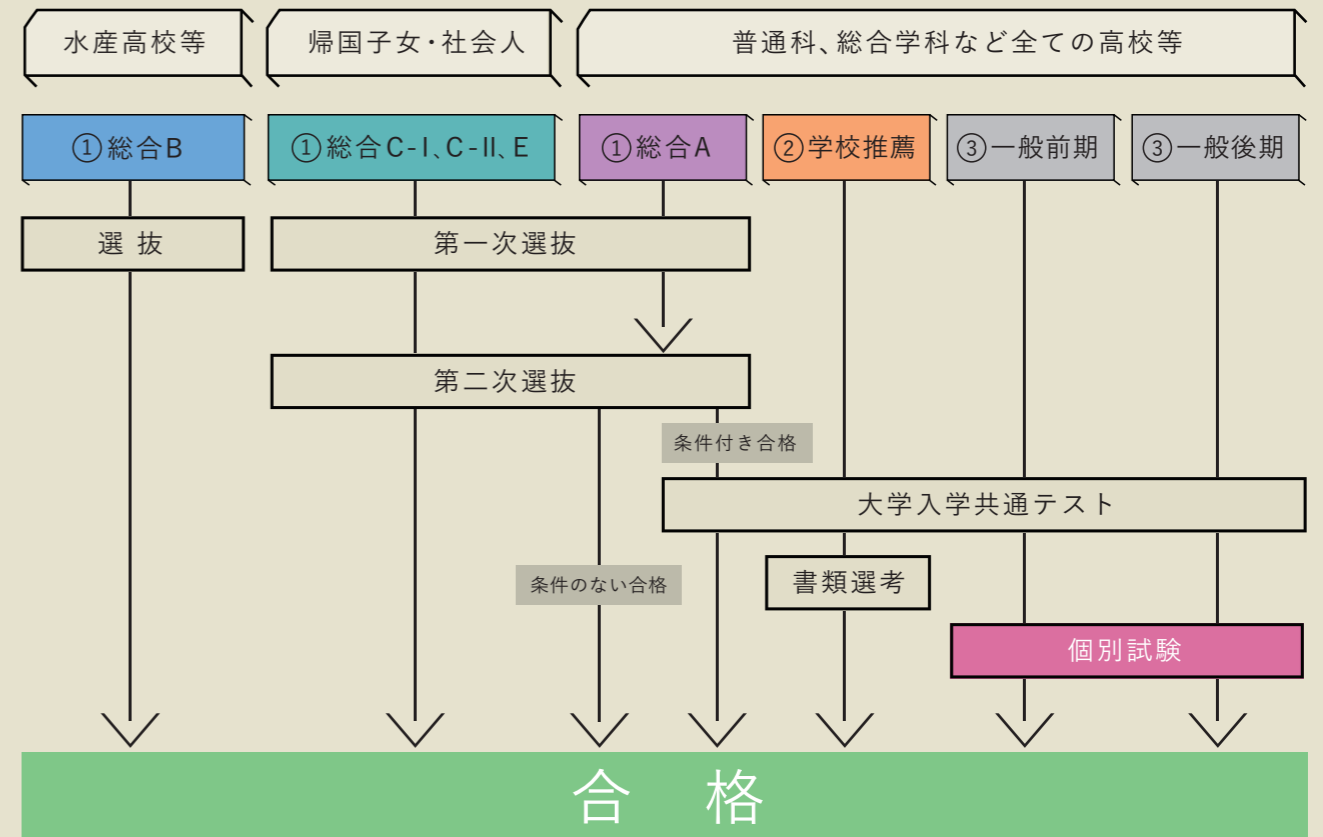 水産高校等
帰国子女・社会人
普通科、総合学科など全ての高校等
①総合B
①総合C-I、C-II、E
①総合A
②学校推薦
③一般前期
③一般後期
選 抜
第一次選抜
第二次選抜
条件付き合格
大学入学共通テスト
条件のない合格
書類選考
個別試験
合 格